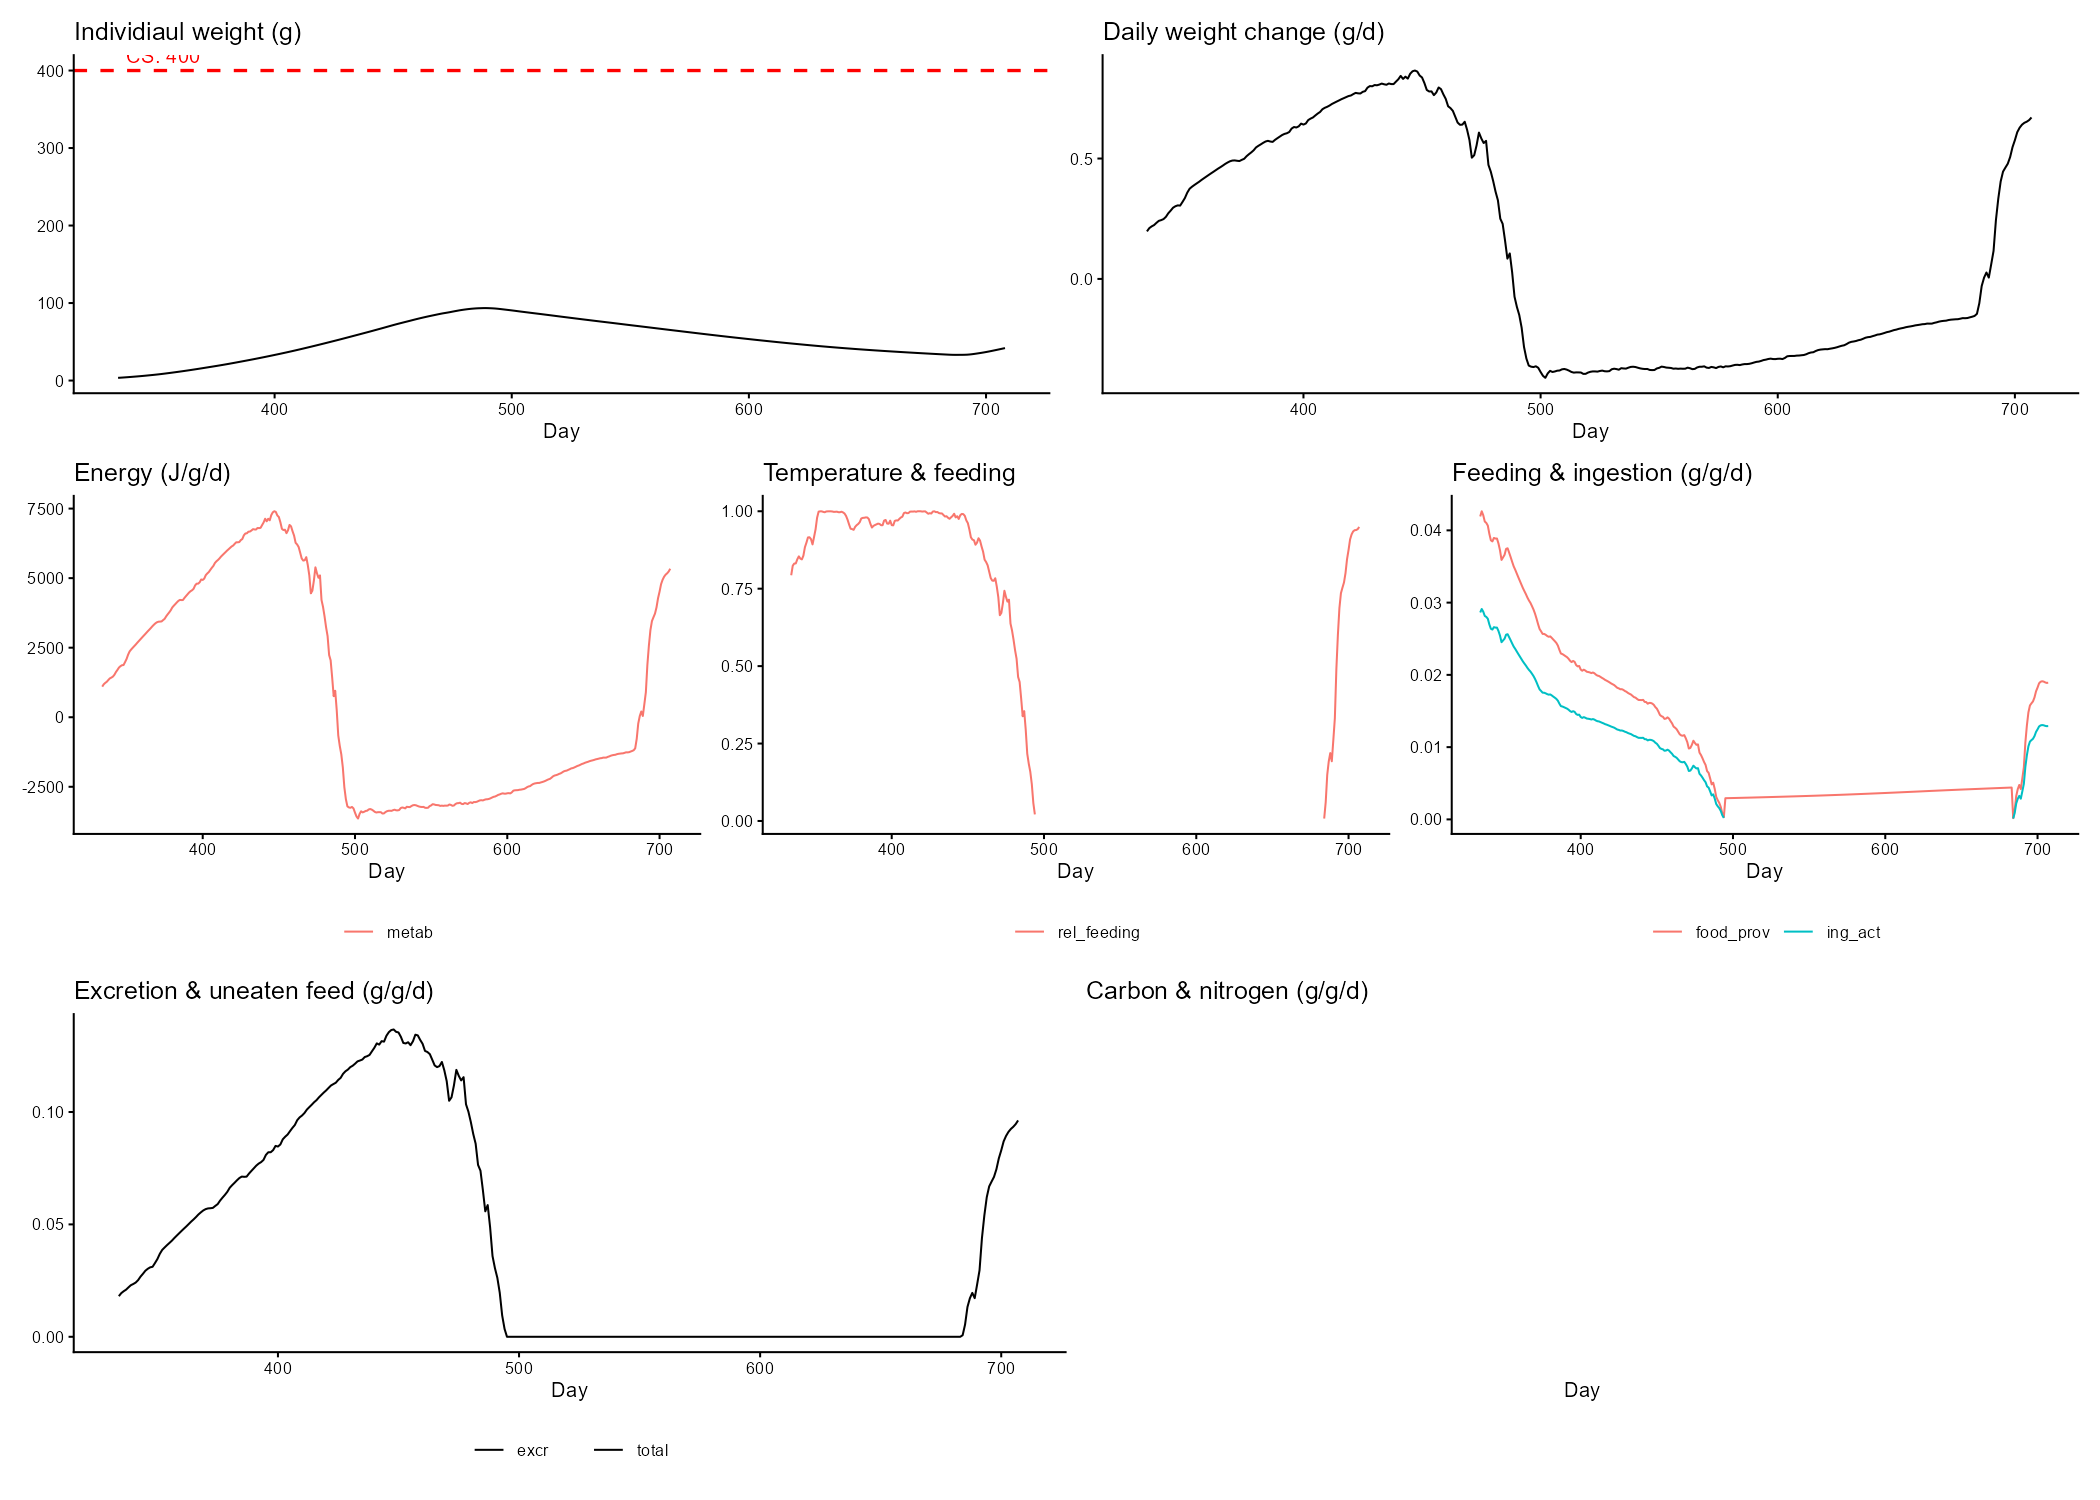 Individiaul weight (g)
CS: 400
400
300
200
100
0
400 500 600 700
Day
Daily weight change (g/d)
0.5
0.0
400 500 600 700
Day
Energy (J/g/d)
7500
5000
2500
0
-2500
400 500 600 700
Day
metab
Temperature & feeding
1.00
0.75
0.50
0.25
0.00
400 500 600 700
Day
rel_feeding
Feeding & ingestion (g/g/d)
0.04
0.03
0.02
0.01
0.00
400 500 600 700
Day
food_prov ing_act
Excretion & uneaten feed (g/g/d)
0.10
0.05
0.00
400 500 600 700
Day
excr total
Carbon & nitrogen (g/g/d)
Day